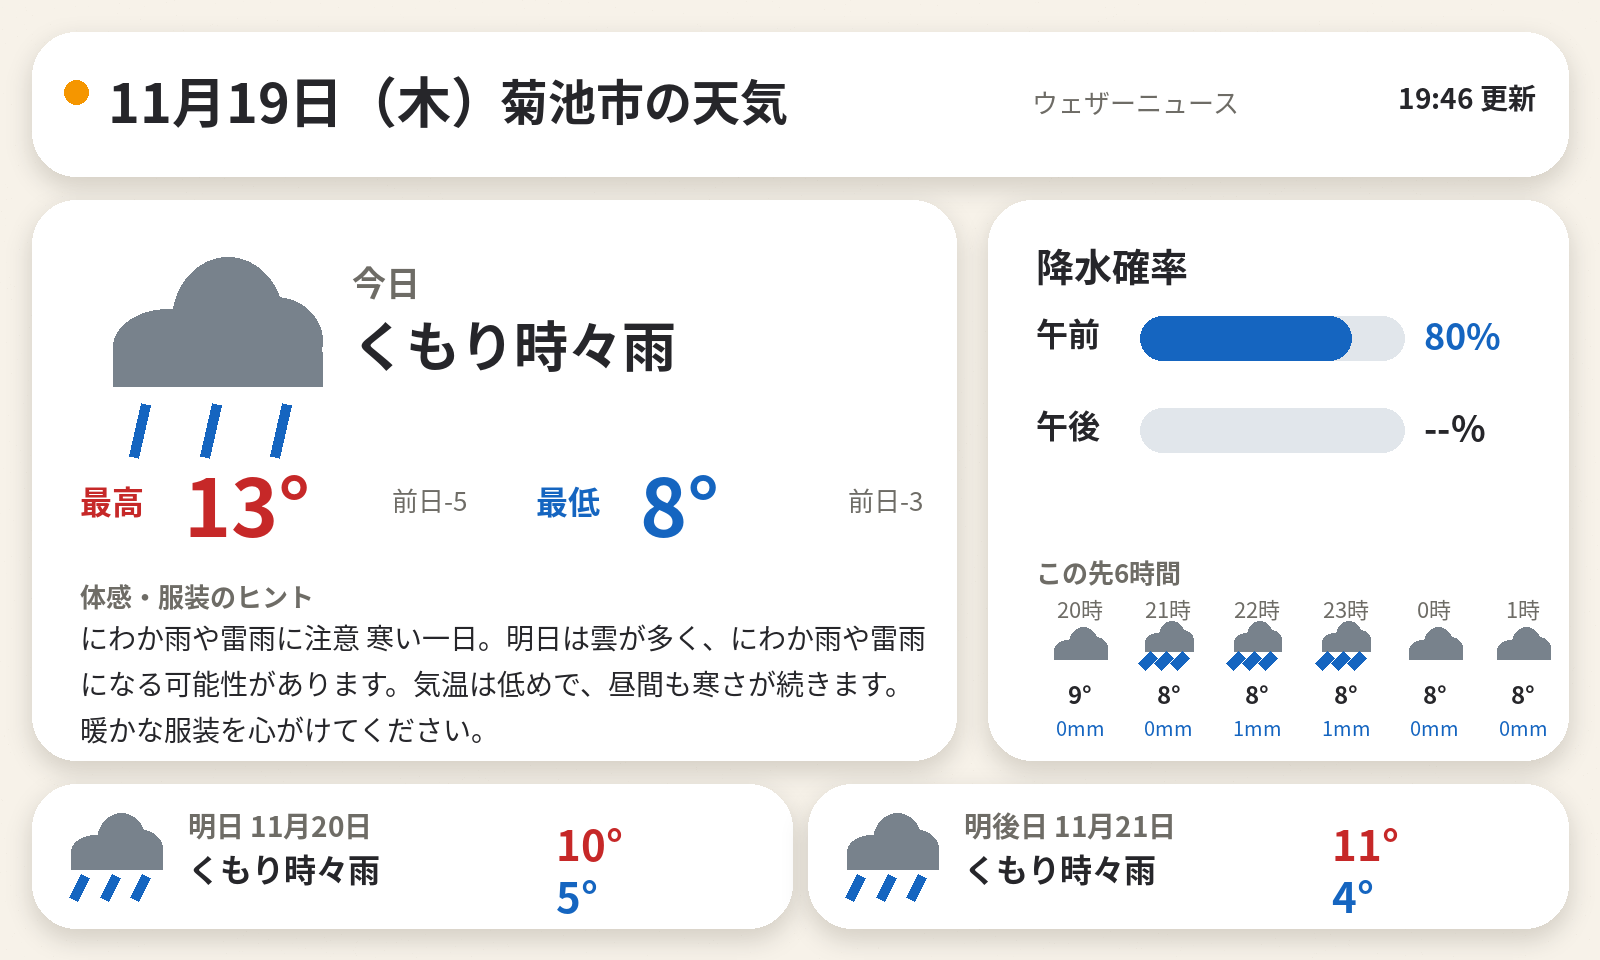 11月19日（木）菊池市の天気
ウェザーニュース
19:46 更新
今日
くもり時々雨
最高 13° 前日-5 最低 8° 前日-3
体感・服装のヒント
にわか雨や雷雨に注意 寒い一日。明日は雲が多く、にわか雨や雷雨
になる可能性があります。気温は低めで、昼間も寒さが続きます。
暖かな服装を心がけてください。
降水確率
午前 80%
午後 --%
この先6時間
20時 21時 22時 23時 0時 1時
9° 8° 8° 8° 8° 8°
0mm 0mm 1mm 1mm 0mm 0mm
明日 11月20日
くもり時々雨
10°
5°
明後日 11月21日
くもり時々雨
11°
4°